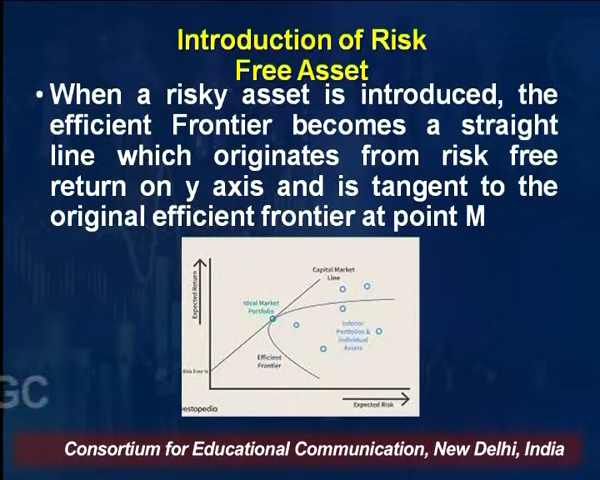 Introduction of Risk
Free Asset
• When a risky asset is introduced, the
efficient Frontier becomes a straight
line which originates from risk free
return on y axis and is tangent to the
original efficient frontier at point M
Capital Market
Line
Expected Return
Ideal Market
Portfolio
Inferior
Portfolios &
Individual
Assets
Efficient
Frontier
Risk Free %
Expected Risk
vestopedia
GC
Consortium for Educational Communication, New Delhi, India